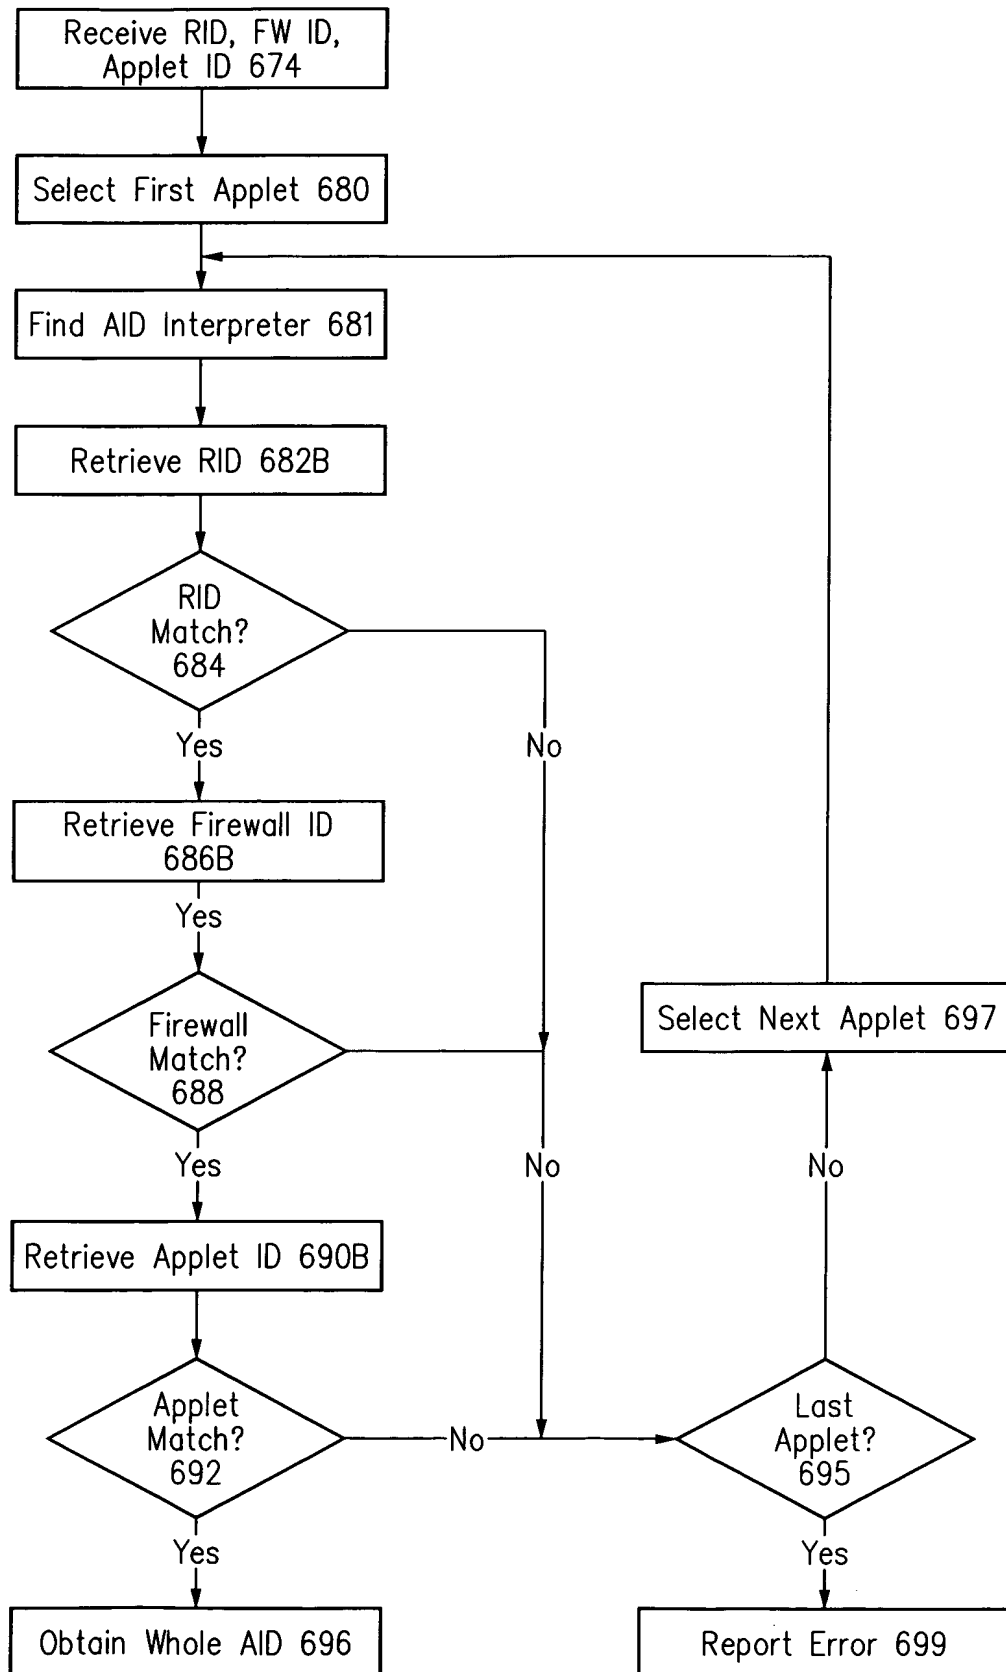 Receive RID, FW ID,
Applet ID 674
Select First Applet 680
Find AID Interpreter 681
Retrieve RID 682B
RID
Match?
684
Yes
No
Retrieve Firewall ID
686B
Yes
Firewall
Match?
688
Select Next Applet 697
Yes
No
No
Retrieve Applet ID 690B
Applet
Match?
692
No
Last
Applet?
695
Yes
Yes
Obtain Whole AID 696
Report Error 699